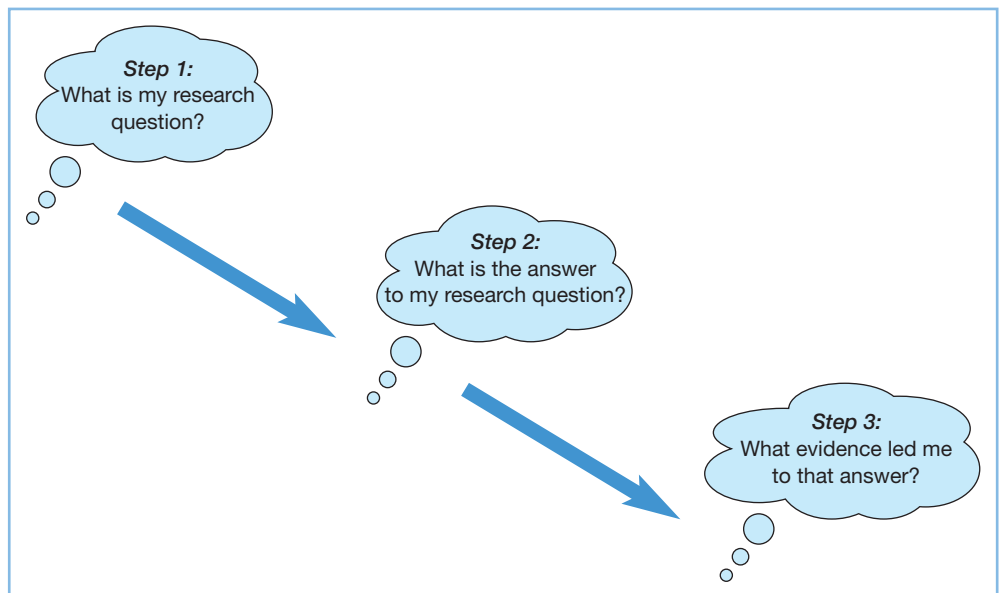 Step 1:
What is my research
question?
Step 2:
What is the answer
to my research question?
Step 3:
What evidence led me
to that answer?